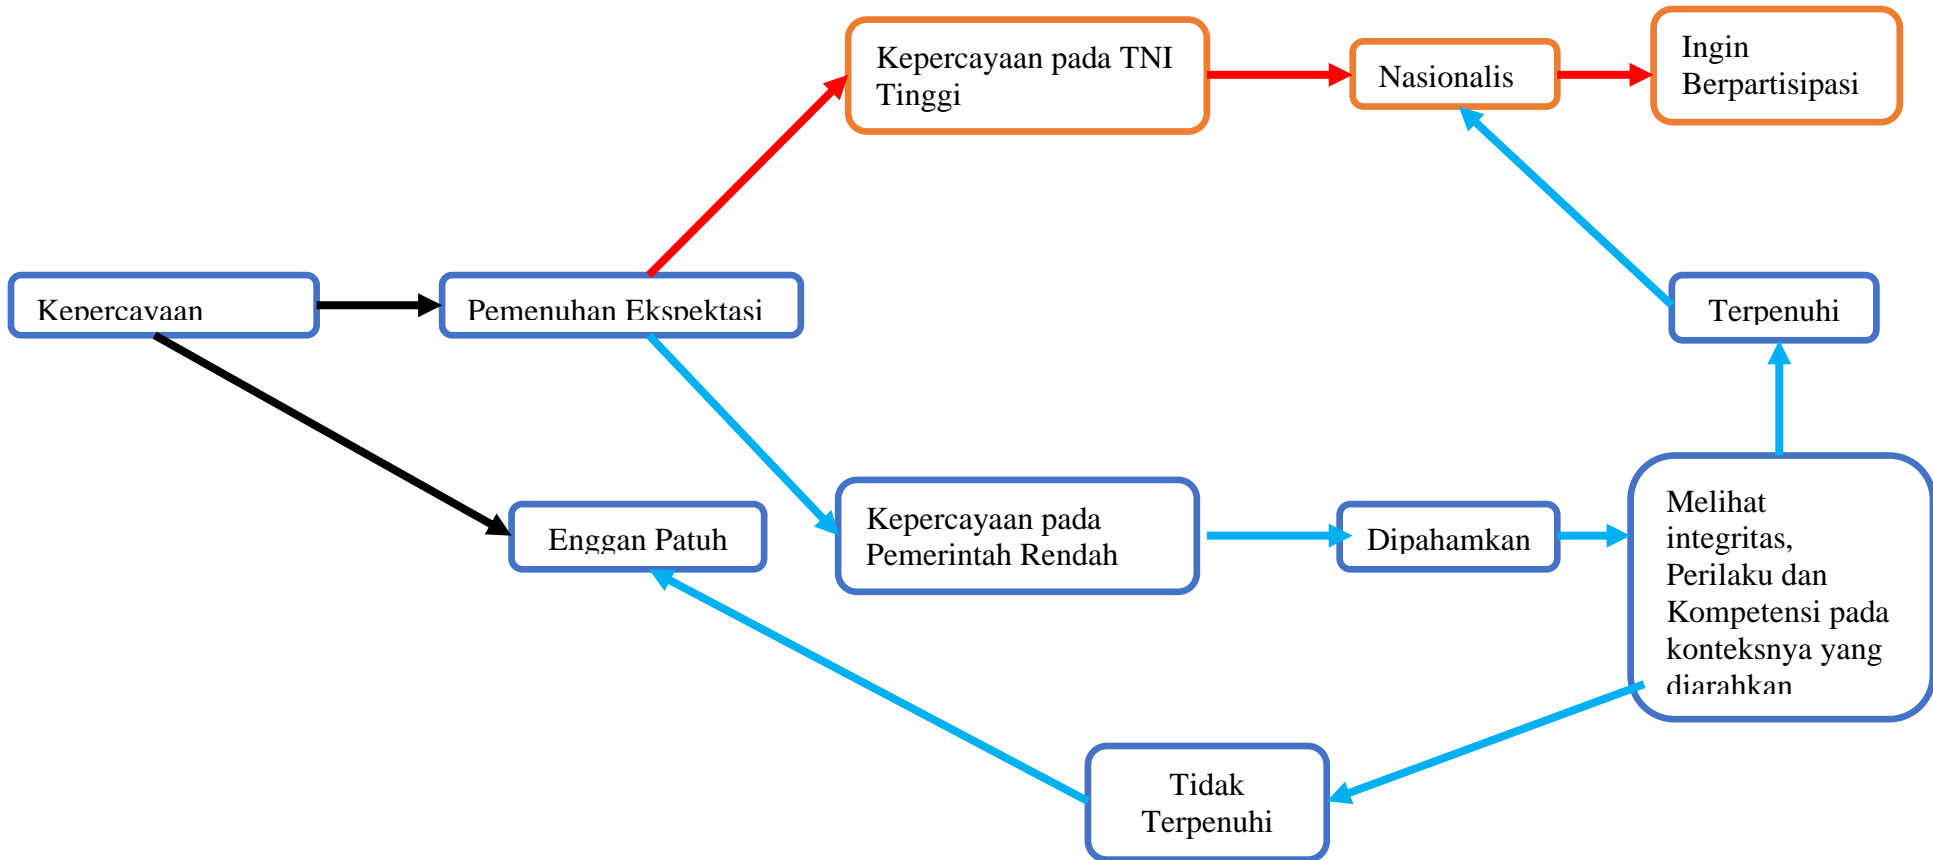 Kepercayaan pada TNI
Tinggi
Nasionalis
Ingin
Berpartisipasi
Kepercayaan
Pemenuhan Ekspektasi
Terpenuhi
Enggan Patuh
Kepercayaan pada
Pemerintah Rendah
Dipahamkan
Melihat
integritas,
Perilaku dan
Kompetensi pada
konteksnya yang
diarahkan
Tidak
Terpenuhi